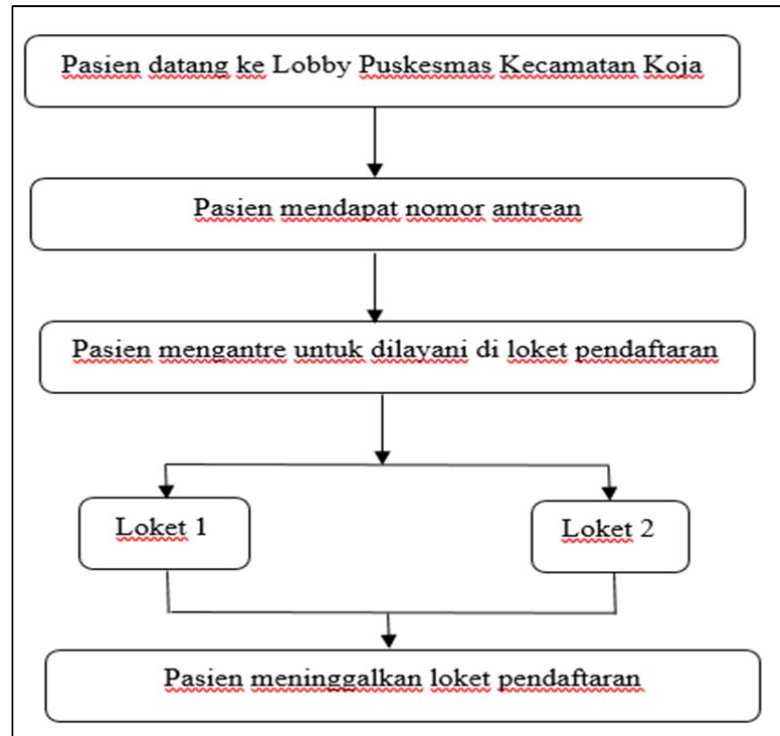 Pasien datang ke Lobby Puskesmas Kecamatan Koja
Pasien mendapat nomor antrean
Pasien mengantre untuk dilayani di loket pendaftaran
Loket 1
Loket 2
Pasien meninggalkan loket pendaftaran